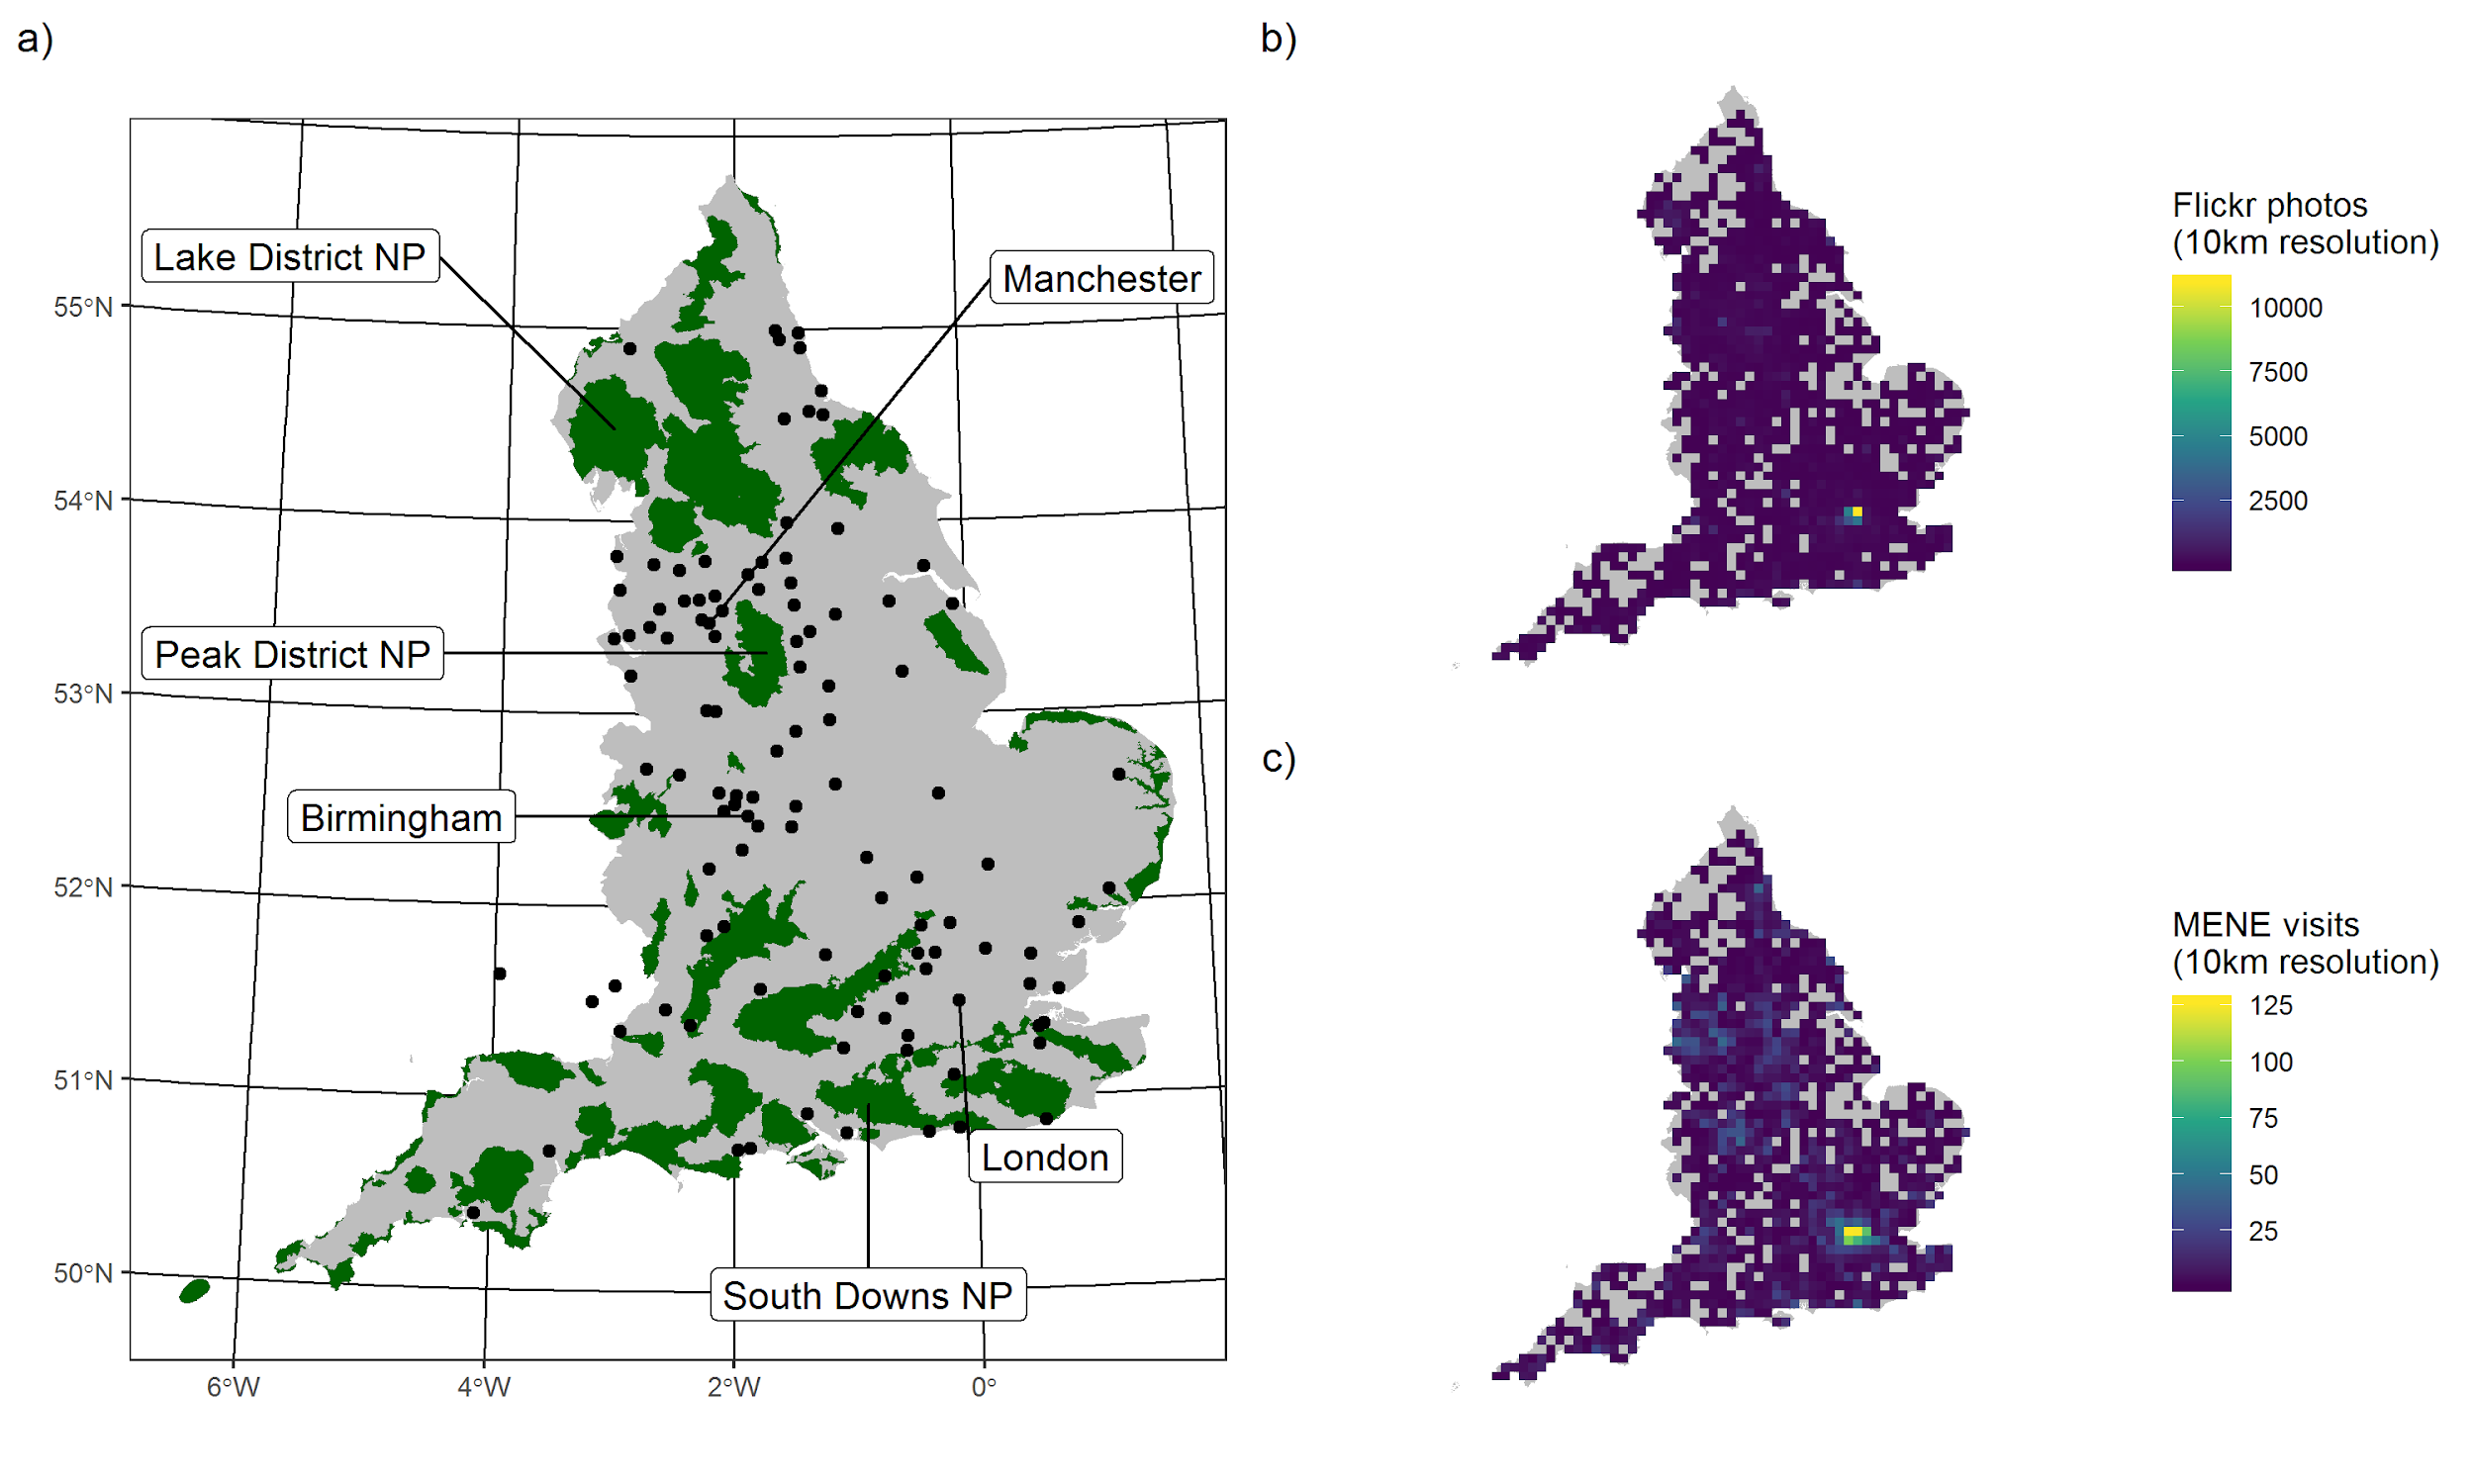 a)
Lake District NP
Manchester
Peak District NP
Birmingham
London
South Downs NP
55°N
54°N
53°N
52°N
51°N
50°N
6°W
4°W
2°W
0°
b)
Flickr photos
(10km resolution)
10000
7500
5000
2500
c)
MENE visits
(10km resolution)
125
100
75
50
25